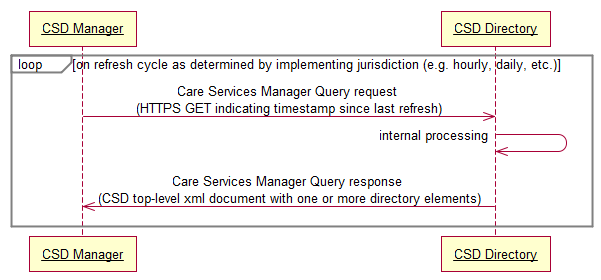 CSD Manager
CSD Directory
loop
[on refresh cycle as determined by implementing jurisdiction (e.g. hourly, daily, etc.)]
Care Services Manager Query request
(HTTPS GET indicating timestamp since last refresh)
internal processing
Care Services Manager Query response
(CSD top-level xml document with one or more directory elements)
CSD Manager
CSD Directory